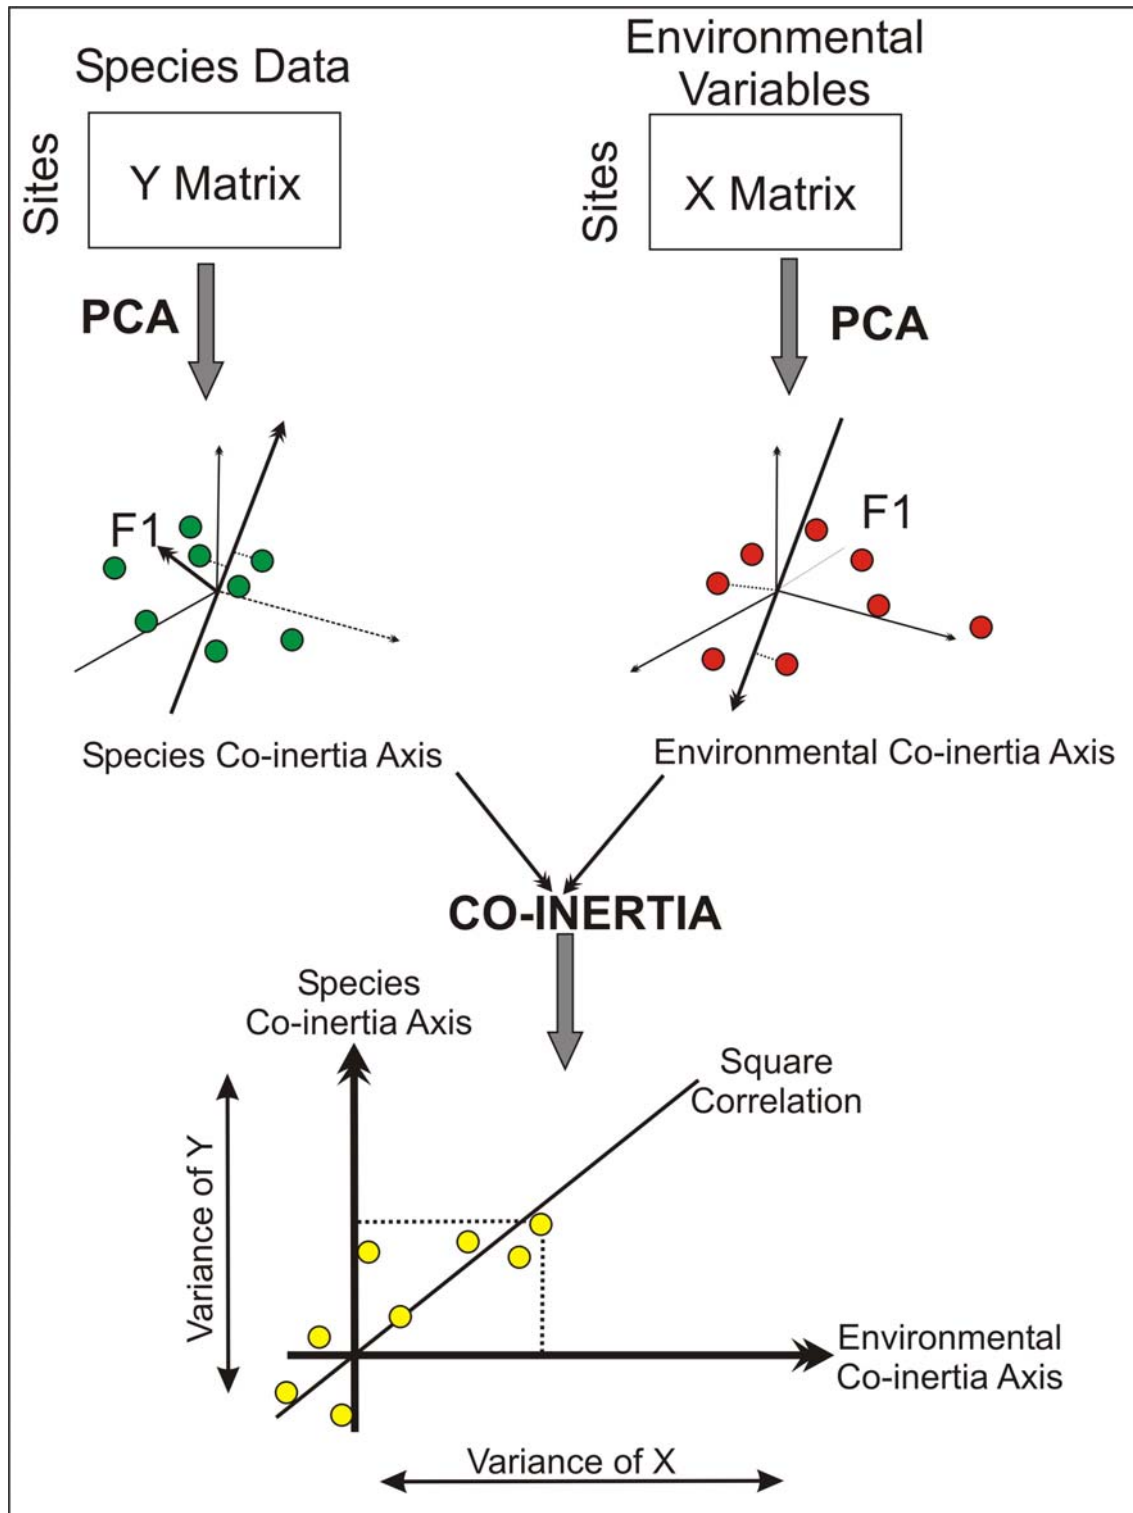 Species Data
Sites
Y Matrix
PCA
F1
Species Co-inertia Axis
Environmental
Variables
Sites
X Matrix
PCA
F1
Environmental Co-inertia Axis
CO-INERTIA
Species
Co-inertia Axis
Square
Correlation
Variance of Y
Environmental
Co-inertia Axis
Variance of X